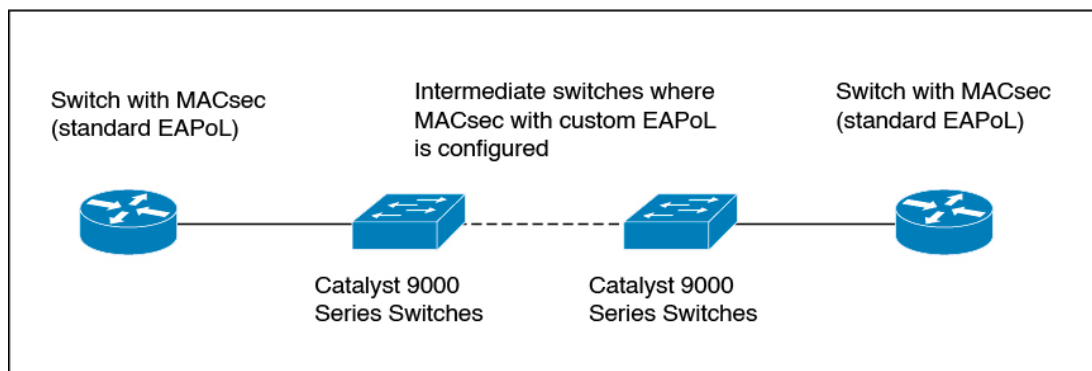 Switch with MACsec
(standard EAPoL)
Intermediate switches where
MACsec with custom EAPoL
is configured
Switch with MACsec
(standard EAPoL)
Catalyst 9000
Series Switches
Catalyst 9000
Series Switches